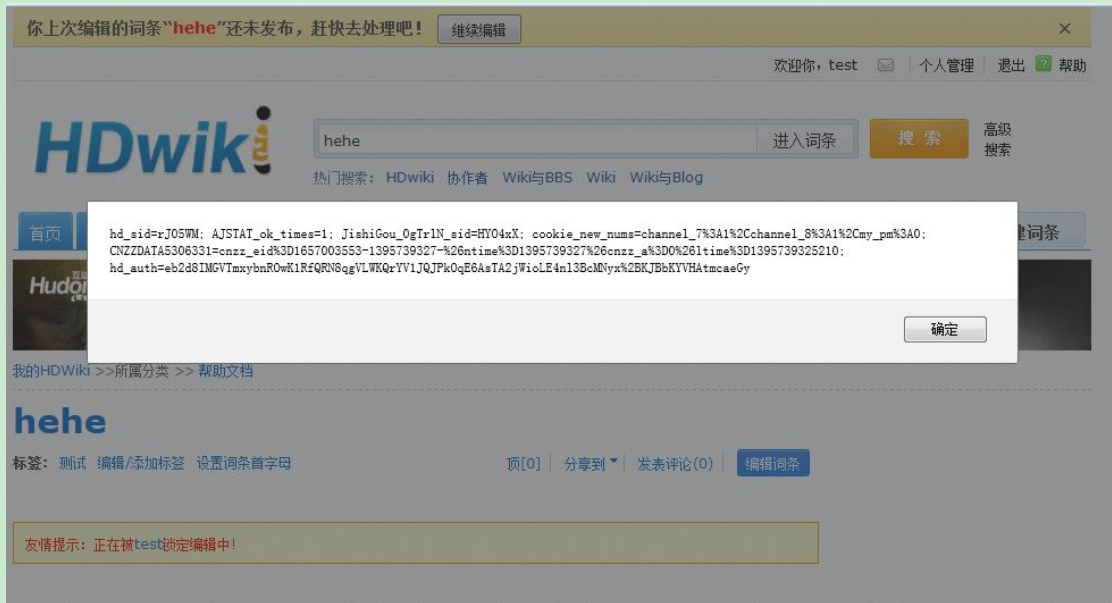 你上次编辑的词条“hehe”还未发布，赶快去处理吧！ 继续编辑 ×
欢迎你，test 个人管理 退出 ? 帮助
HDwiki hehe 进入词条 搜 索 高级搜索
热门搜索： HDwiki 协作者 Wiki与BBS Wiki Wiki与Blog
首页 建词条
hd_sid=rJO5WM; AJSTAT_ok_times=1; JishiGou_OgTrlN_sid=HYO4xX; cookie_new_nums=channel_7%3A1%2Cchannel_8%3A1%2Cmy_pm%3A0;
CNZZDATA5306331=cnzz_eid%3D1657003553-1395739327-%26ntime%3D1395739327%26cnzz_a%3D0%26ltime%3D1395739325210;
hd_auth=eb2d8IMGVTmxybnROwK1RfQRN8qgVLWKQrYV1JQJPkOqE6AsTA2jWioLE4nl3BcMNyx%2BKJBbKYVHAtmcaeGy
确定
我的HDWiki >>所属分类 >> 帮助文档
hehe
标签： 测试 编辑/添加标签 设置词条首字母 顶[0] 分享到 发表评论(0) 编辑词条
友情提示：正在被test锁定编辑中！